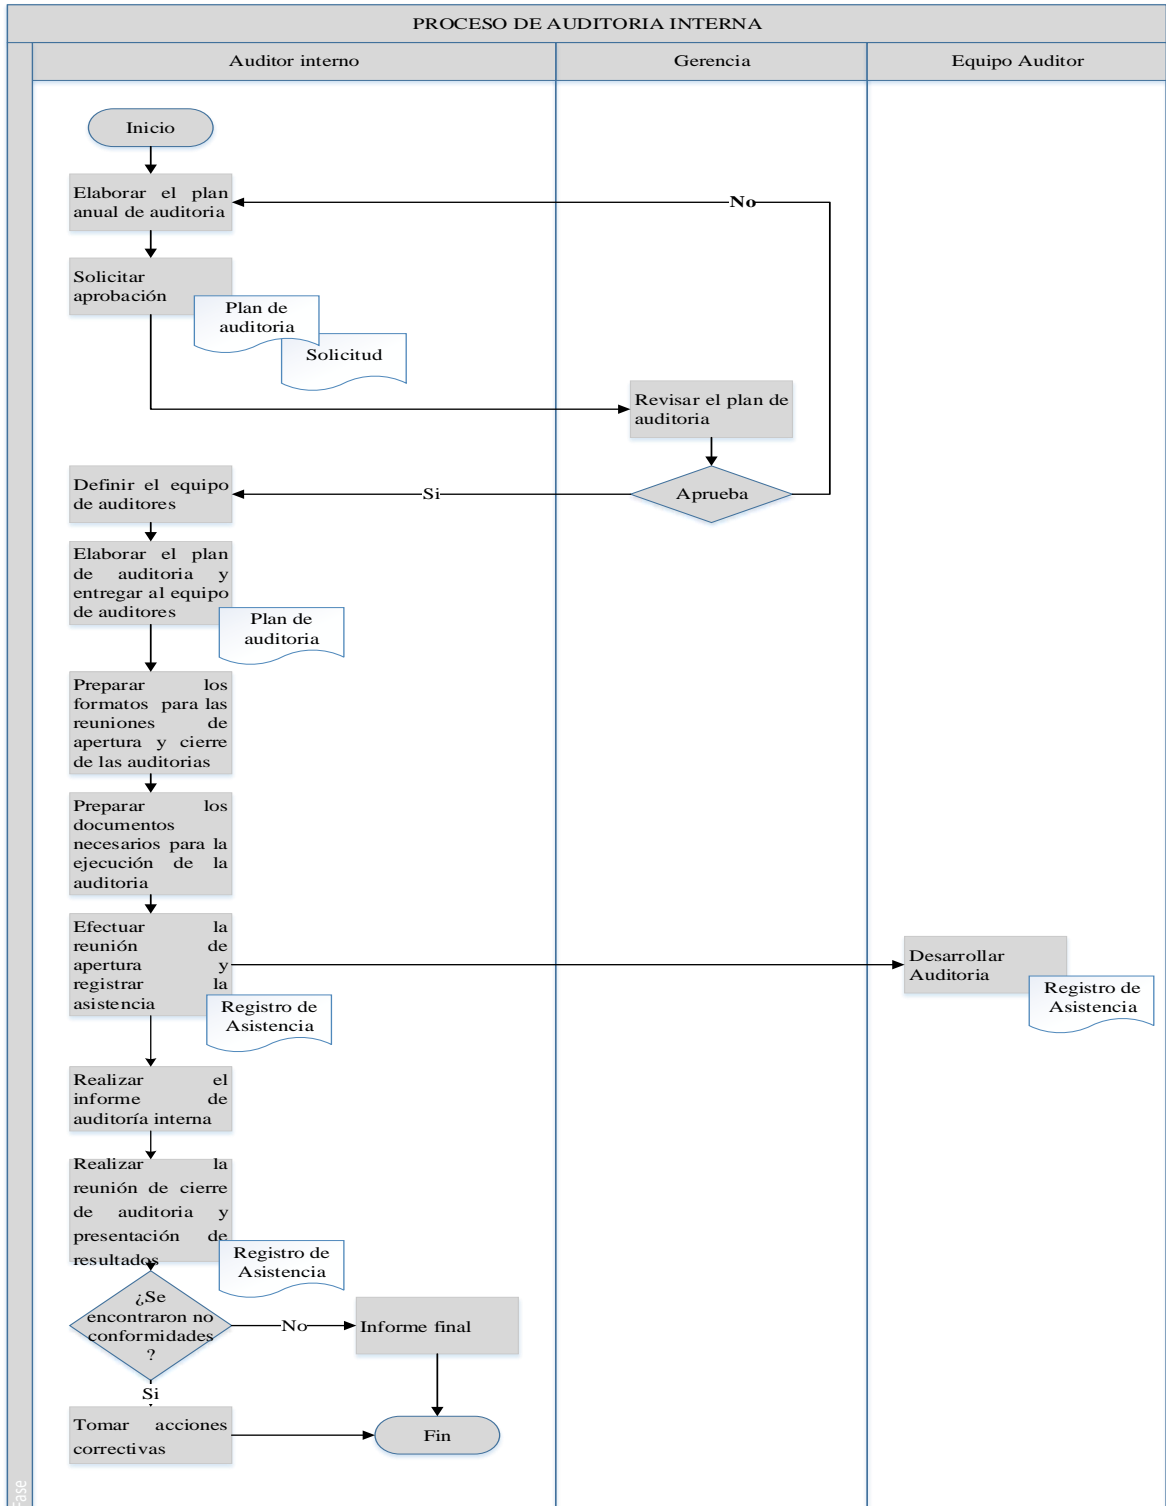 PROCESO DE AUDITORIA INTERNA
Auditor interno
Gerencia
Equipo Auditor
Inicio
Elaborar el plan
anual de auditoria
No
Solicitar
aprobación
Plan de
auditoria
Solicitud
Revisar el plan de
auditoria
Aprueba
Si
Definir el equipo
de auditores
Elaborar el plan
de auditoria y
entregar al equipo
de auditores
Plan de
auditoria
Preparar los
formatos para las
reuniones de
apertura y cierre
de las auditorias
Preparar los
documentos
necesarios para la
ejecución de la
auditoria
Efectuar la
reunión de
apertura y
registrar la
asistencia
Registro de
Asistencia
Desarrollar
Auditoria
Registro de
Asistencia
Realizar el
informe de
auditoría interna
Realizar la
reunión de cierre
de auditoria y
presentación de
resultados
Registro de
Asistencia
¿Se
encontraron no
conformidades
?
No
Informe final
Si
Tomar acciones
correctivas
Fin
Fase